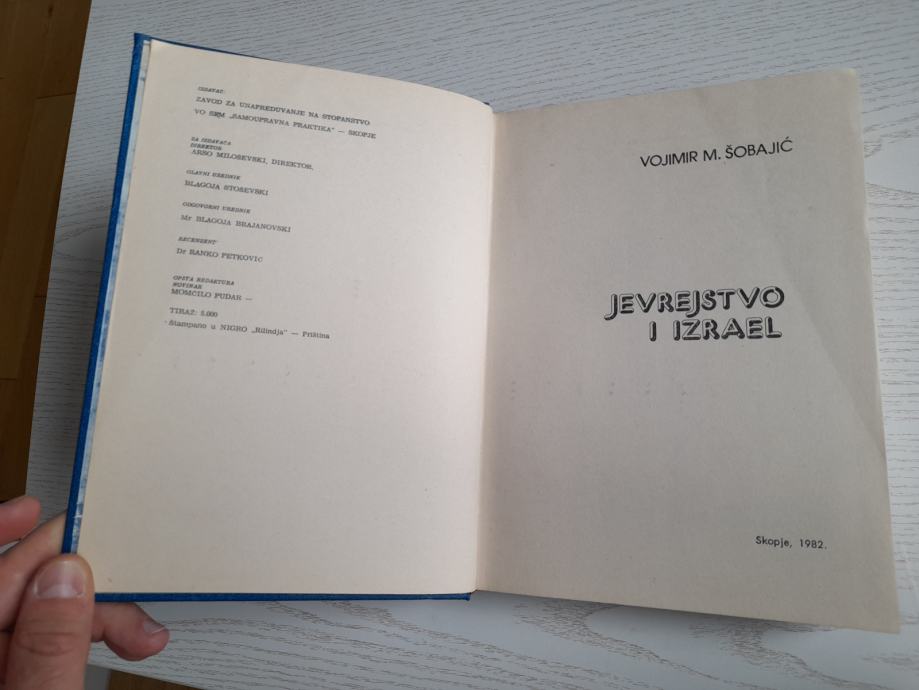 IZDAVAČ:
ZAVOD ZA UNAPREDUVANJE NA STOPANSTVO
VO SRM „SAMOUPRAVNA PRAKTIKA" — SKOPJE
ZA IZDAVAČA
DIREKTOR
ARSO MILOŠEVSKI, DIREKTOR,
GLAVNI UREDNIK
BLAGOJA STOŠEVSKI
ODGOVORNI UREDNIK
Mr BLAGOJA BRAJANOVSKI
RECENZENT
Dr RANKO PETKOVIĆ
OPŠTA REDAKTURA
NOVINAR
MOMČILO PUDAR —
TIRAŽ: 5.000
Štampano u NIGRO „Rilindja" — Priština
VOJIMIR M. ŠOBAJIĆ
JEVREJSTVO
I IZRAEL
Skopje, 1982.